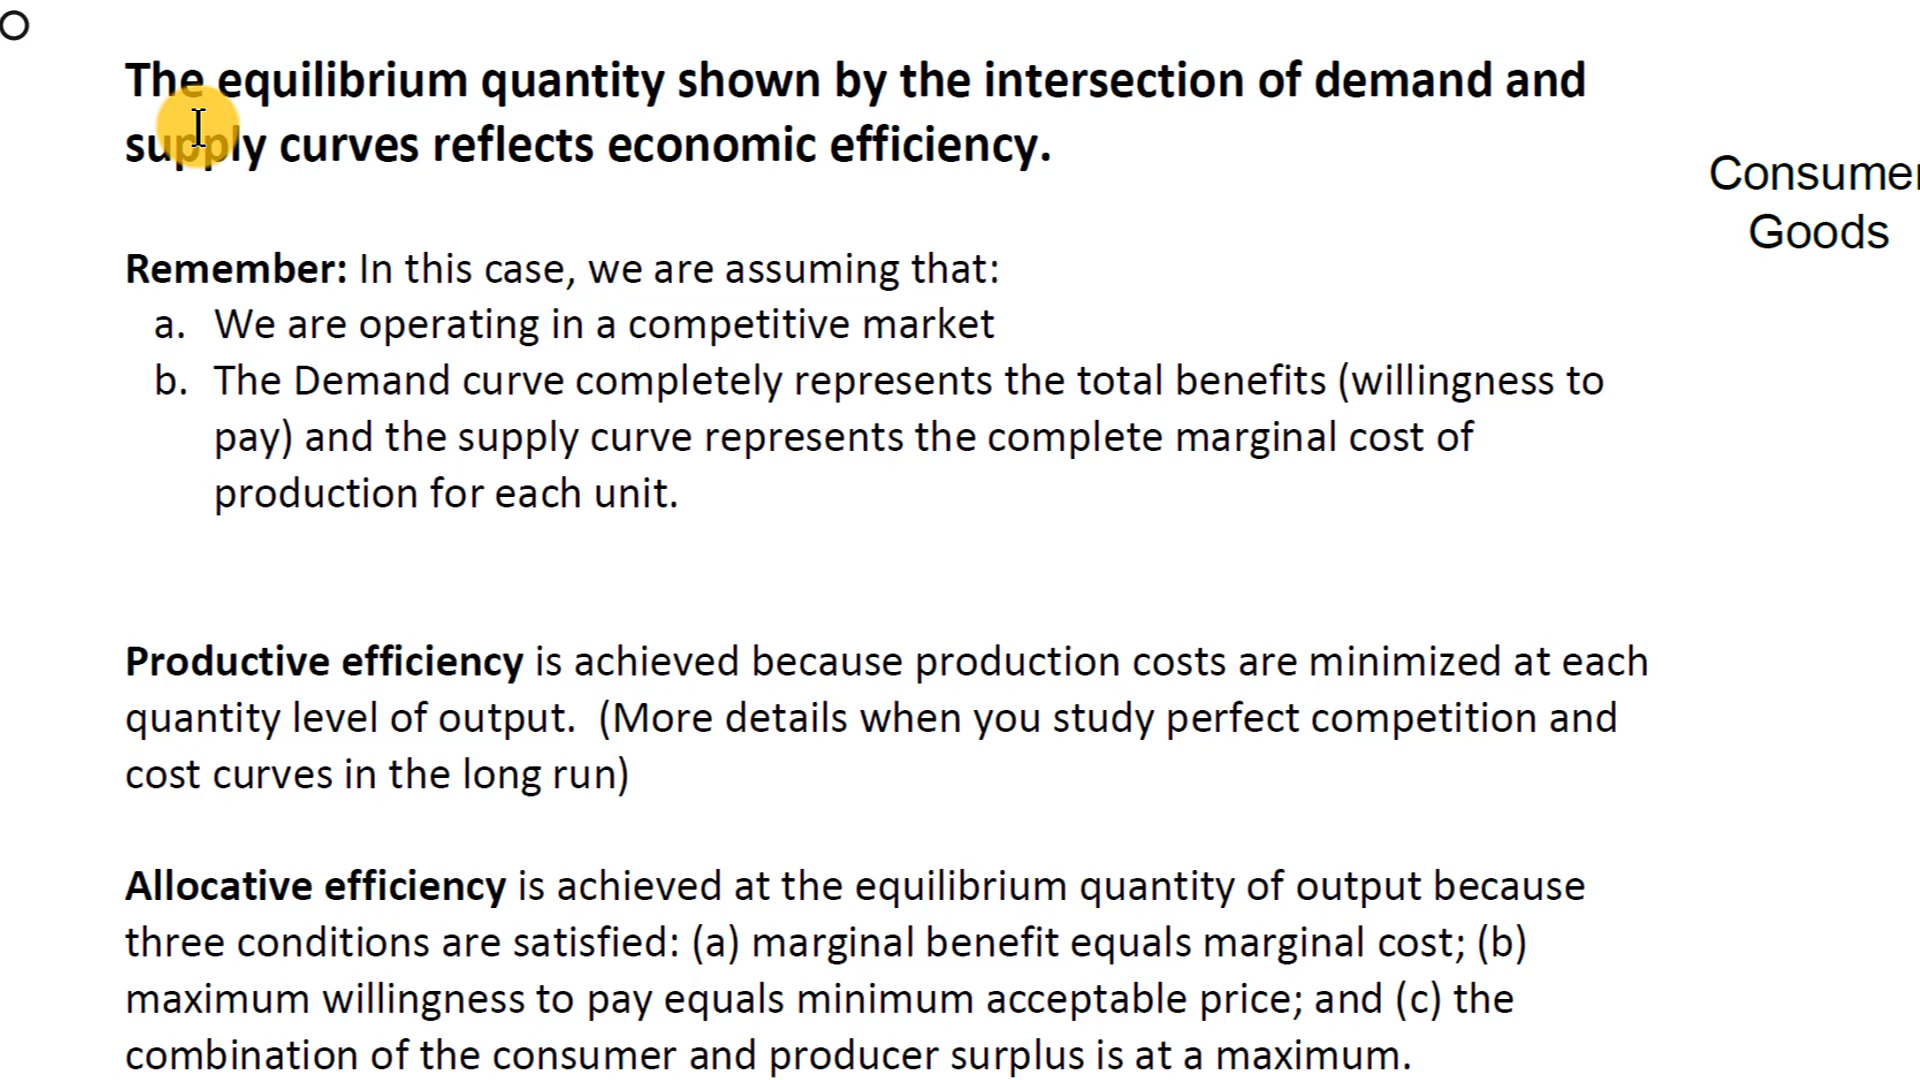 The equilibrium quantity shown by the intersection of demand and
supply curves reflects economic efficiency.
Consumer
Goods
Remember: In this case, we are assuming that:
a. We are operating in a competitive market
b. The Demand curve completely represents the total benefits (willingness to
pay) and the supply curve represents the complete marginal cost of
production for each unit.
Productive efficiency is achieved because production costs are minimized at each
quantity level of output. (More details when you study perfect competition and
cost curves in the long run)
Allocative efficiency is achieved at the equilibrium quantity of output because
three conditions are satisfied: (a) marginal benefit equals marginal cost; (b)
maximum willingness to pay equals minimum acceptable price; and (c) the
combination of the consumer and producer surplus is at a maximum.